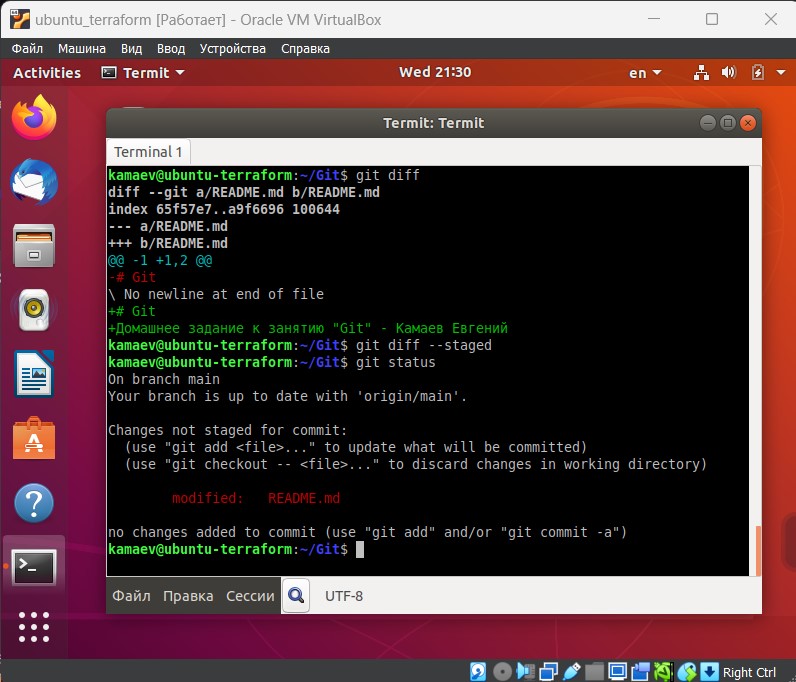 ubuntu_terraform [Работает] - Oracle VM VirtualBox
Файл Машина Вид Ввод Устройства Справка
Activities Termit Wed 21:30 en
Termit: Termit
Terminal 1
kamaev@ubuntu-terraform:~/Git$ git diff
diff --git a/README.md b/README.md
index 65f57e7..a9f6696 100644
--- a/README.md
+++ b/README.md
@@ -1 +1,2 @@
-# Git
\ No newline at end of file
+# Git
+Домашнее задание к занятию "Git" - Камаев Евгений
kamaev@ubuntu-terraform:~/Git$ git diff --staged
kamaev@ubuntu-terraform:~/Git$ git status
On branch main
Your branch is up to date with 'origin/main'.
Changes not staged for commit:
  (use "git add <file>..." to update what will be committed)
  (use "git checkout -- <file>..." to discard changes in working directory)
        modified:   README.md
no changes added to commit (use "git add" and/or "git commit -a")
kamaev@ubuntu-terraform:~/Git$
Файл Правка Сессии UTF-8
Right Ctrl